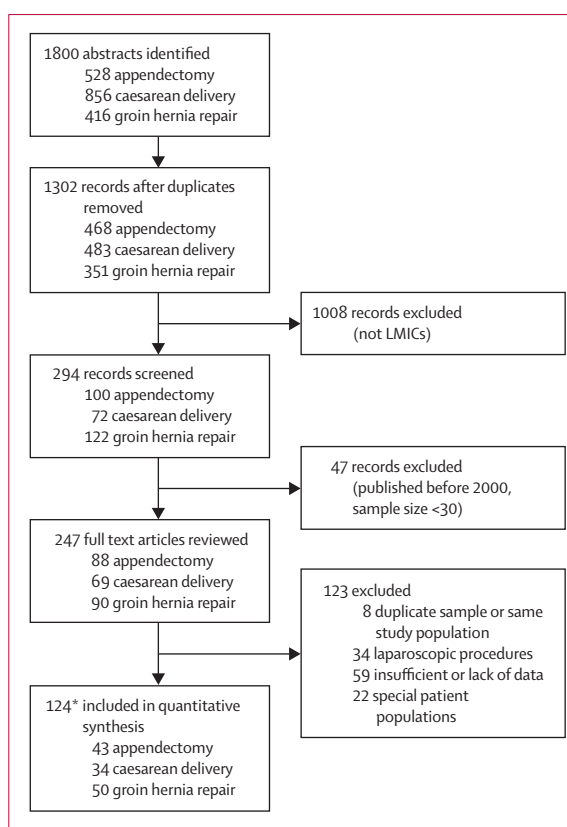 1800 abstracts identified
528 appendectomy
856 caesarean delivery
416 groin hernia repair
1302 records after duplicates
removed
468 appendectomy
483 caesarean delivery
351 groin hernia repair
1008 records excluded
(not LMICs)
294 records screened
100 appendectomy
72 caesarean delivery
122 groin hernia repair
47 records excluded
(published before 2000,
sample size <30)
247 full text articles reviewed
88 appendectomy
69 caesarean delivery
90 groin hernia repair
123 excluded
8 duplicate sample or same
study population
34 laparoscopic procedures
59 insufficient or lack of data
22 special patient
populations
124* included in quantitative
synthesis
43 appendectomy
34 caesarean delivery
50 groin hernia repair